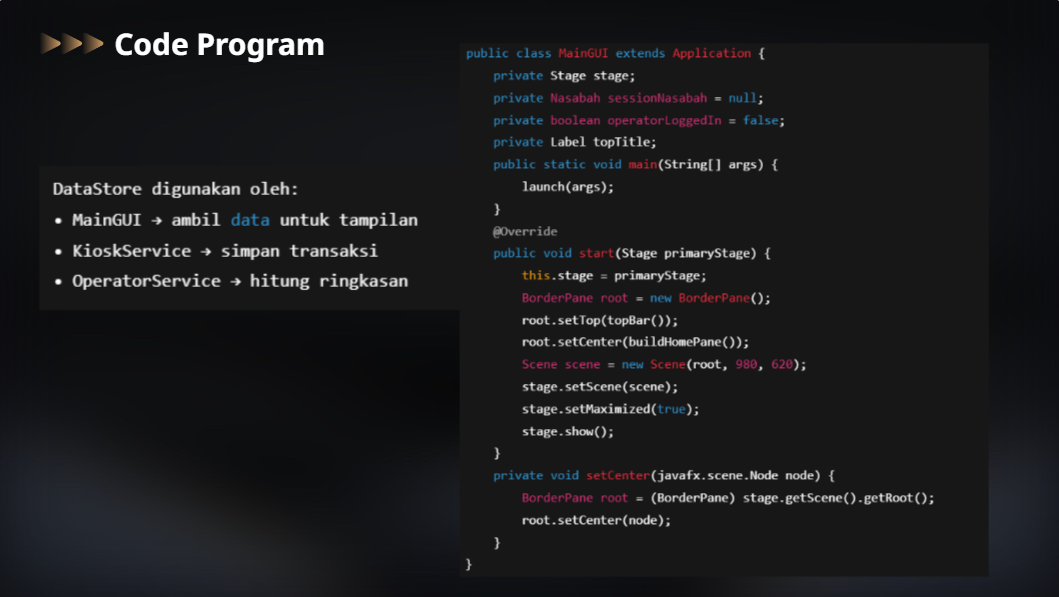 Code Program
DataStore digunakan oleh:
• MainGUI → ambil data untuk tampilan
• KioskService → simpan transaksi
• OperatorService → hitung ringkasan
public class MainGUI extends Application {
    private Stage stage;
    private Nasabah sessionNasabah = null;
    private boolean operatorLoggedIn = false;
    private Label topTitle;
    public static void main(String[] args) {
        launch(args);
    }
    @Override
    public void start(Stage primaryStage) {
        this.stage = primaryStage;
        BorderPane root = new BorderPane();
        root.setTop(topBar());
        root.setCenter(buildHomePane());
        Scene scene = new Scene(root, 980, 620);
        stage.setScene(scene);
        stage.setMaximized(true);
        stage.show();
    }
    private void setCenter(javafx.scene.Node node) {
        BorderPane root = (BorderPane) stage.getScene().getRoot();
        root.setCenter(node);
    }
}